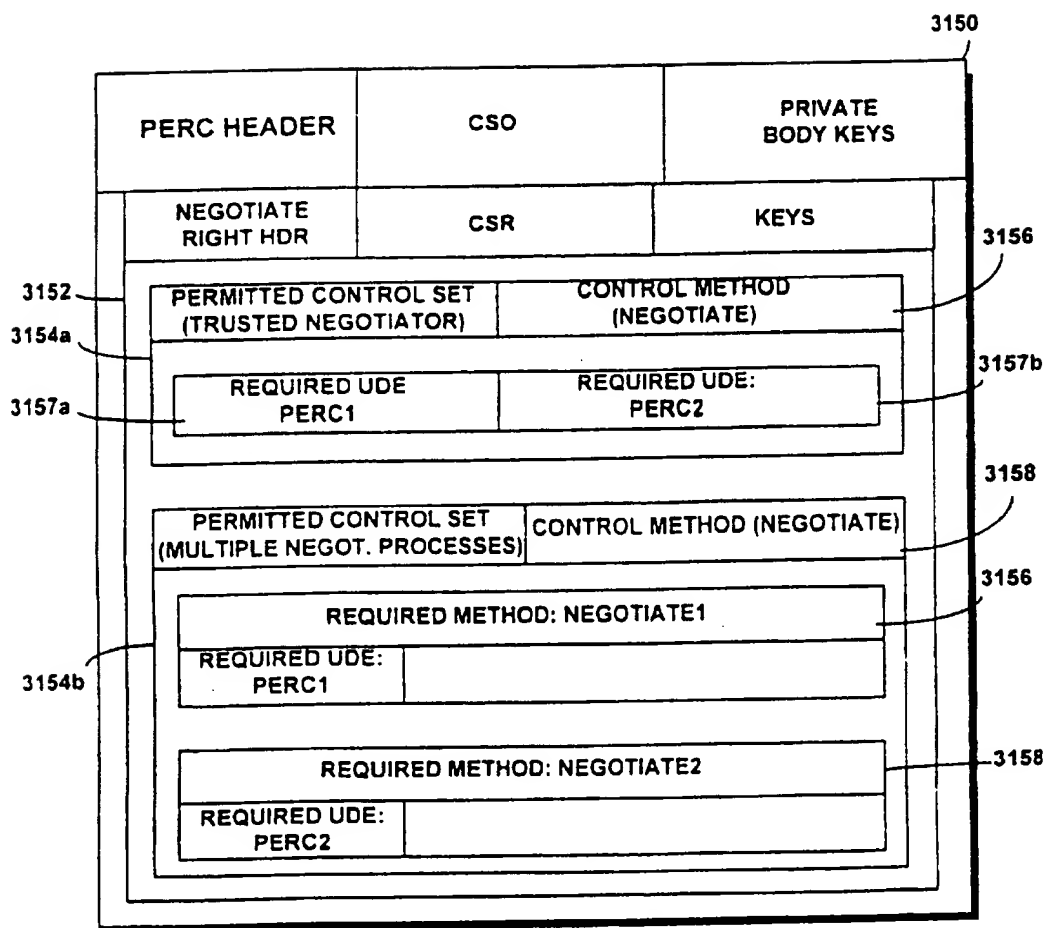 3150
PERC HEADER
CSO
PRIVATE
BODY KEYS
NEGOTIATE
RIGHT HDR
CSR
KEYS
3156
3152
PERMITTED CONTROL SET
(TRUSTED NEGOTIATOR)
CONTROL METHOD
(NEGOTIATE)
3154a
3157b
REQUIRED UDE
PERC1
REQUIRED UDE:
PERC2
3157a
3158
PERMITTED CONTROL SET
(MULTIPLE NEGOT. PROCESSES)
CONTROL METHOD (NEGOTIATE)
3156
REQUIRED METHOD: NEGOTIATE1
REQUIRED UDE:
PERC1
3154b
REQUIRED METHOD: NEGOTIATE2
3158
REQUIRED UDE:
PERC2